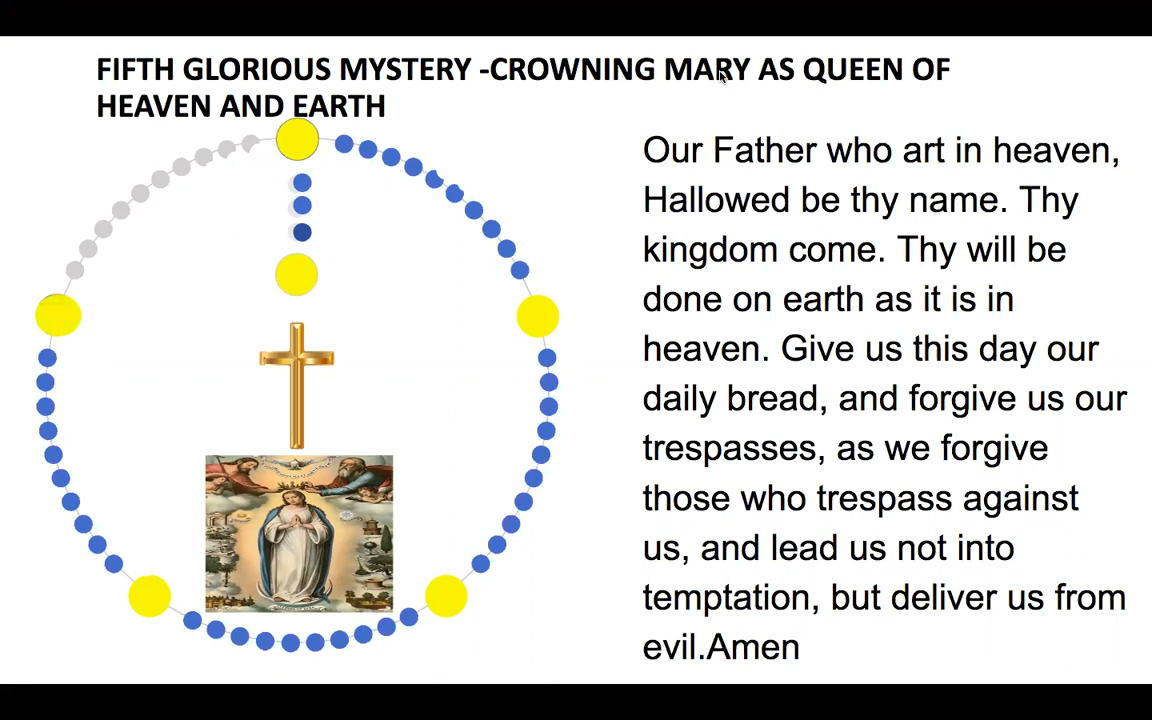 FIFTH GLORIOUS MYSTERY -CROWNING MARY AS QUEEN OF
HEAVEN AND EARTH
Our Father who art in heaven,
Hallowed be thy name. Thy
kingdom come. Thy will be
done on earth as it is in
heaven. Give us this day our
daily bread, and forgive us our
trespasses, as we forgive
those who trespass against
us, and lead us not into
temptation, but deliver us from
evil.Amen